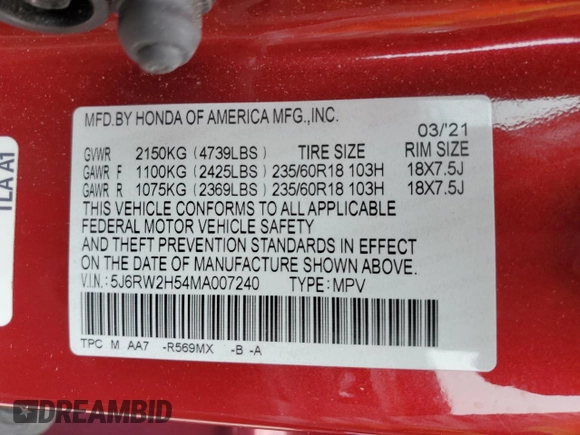 MFD.BY HONDA OF AMERICA MFG.,INC.
03/'21
GVWR 2150KG (4739LBS) TIRE SIZE RIM SIZE
GAWR F 1100KG (2425LBS) 235/60R18 103H 18X7.5J
GAWR R 1075KG (2369LBS) 235/60R18 103H 18X7.5J
THIS VEHICLE CONFORMS TO ALL APPLICABLE
FEDERAL MOTOR VEHICLE SAFETY
AND THEFT PREVENTION STANDARDS IN EFFECT
ON THE DATE OF MANUFACTURE SHOWN ABOVE.
V.I.N.: 5J6RW2H54MA007240 TYPE: MPV
TPC M AA7 -R569MX -B -A
1LA A1
DREAMBID